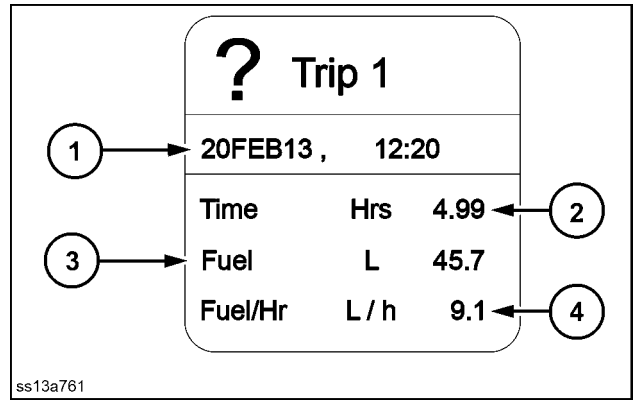 ? Trip 1
1 20FEB13 , 12:20
Time Hrs 4.99 2
3 Fuel L 45.7
Fuel/Hr L / h 9.1 4
ss13a761